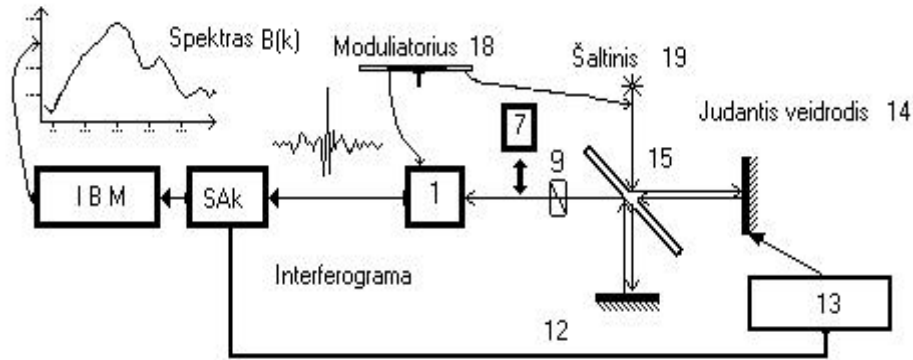 Spektras B(k)
Moduliatorius 18
Šaltinis 19
Judantis veidrodis 14
7
9
15
I B M
SAk
1
Interferograma
12
13